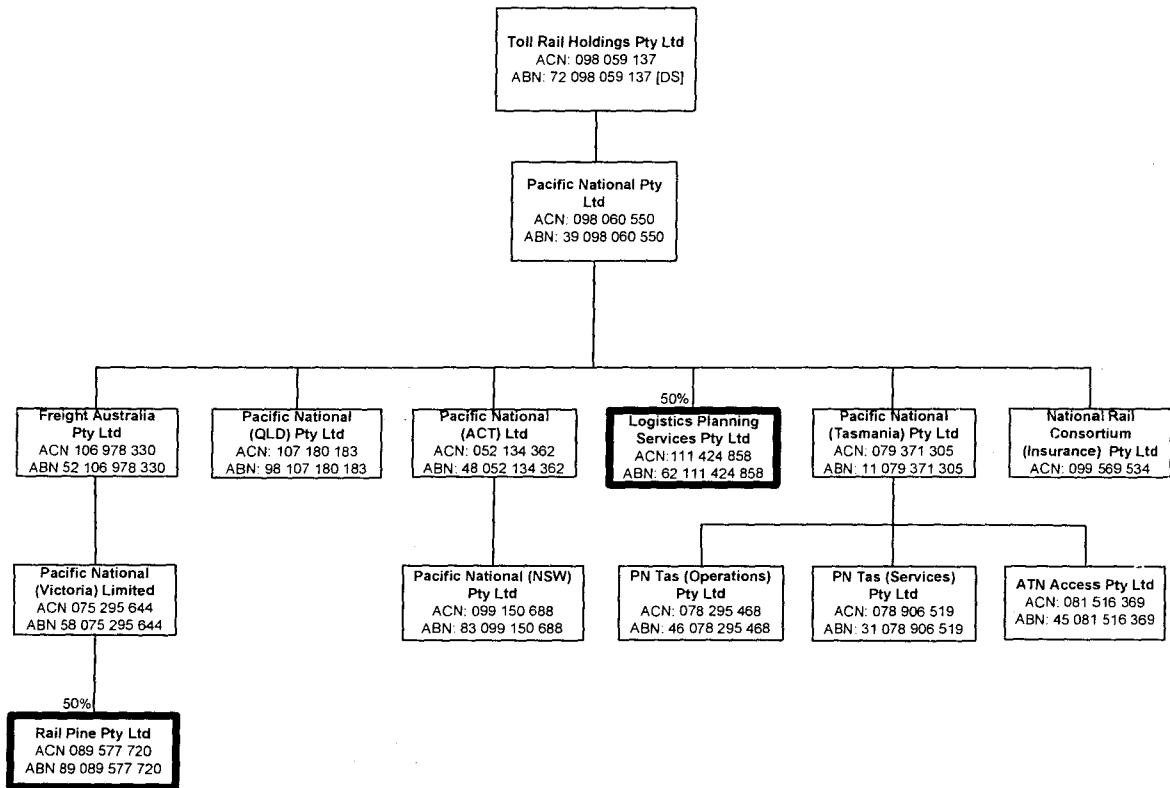 Toll Rail Holdings Pty Ltd
ACN: 098 059 137
ABN: 72 098 059 137 [DS]
Pacific National Pty
Ltd
ACN: 098 060 550
ABN: 39 098 060 550
Freight Australia
Pty Ltd
ACN 106 978 330
ABN 52 106 978 330
Pacific National
(QLD) Pty Ltd
ACN: 107 180 183
ABN: 98 107 180 183
Pacific National
(ACT) Ltd
ACN: 052 134 362
ABN: 48 052 134 362
50%
Logistics Planning
Services Pty Ltd
ACN: 111 424 858
ABN: 62 111 424 858
Pacific National
(Tasmania) Pty Ltd
ACN: 079 371 305
ABN: 11 079 371 305
National Rail
Consortium
(Insurance) Pty Ltd
ACN: 099 569 534
Pacific National
(Victoria) Limited
ACN 075 295 644
ABN 58 075 295 644
Pacific National (NSW)
Pty Ltd
ACN: 099 150 688
ABN: 83 099 150 688
PN Tas (Operations)
Pty Ltd
ACN: 078 295 468
ABN: 46 078 295 468
PN Tas (Services)
Pty Ltd
ACN: 078 906 519
ABN: 31 078 906 519
ATN Access Pty Ltd
ACN: 081 516 369
ABN: 45 081 516 369
50%
Rail Pine Pty Ltd
ACN 089 577 720
ABN 89 089 577 720